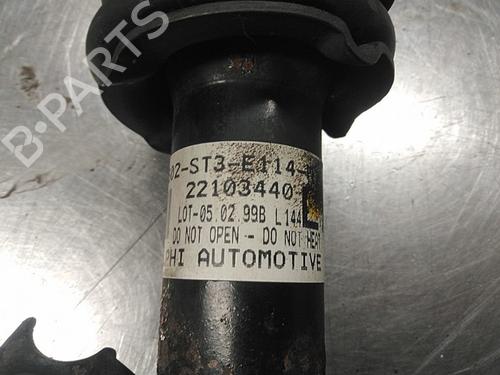 B-PARTS
02-ST3-E114-
22103440
LOT-05.02.99B L144
DO NOT OPEN - DO NOT HEAT
PHI AUTOMOTIVE